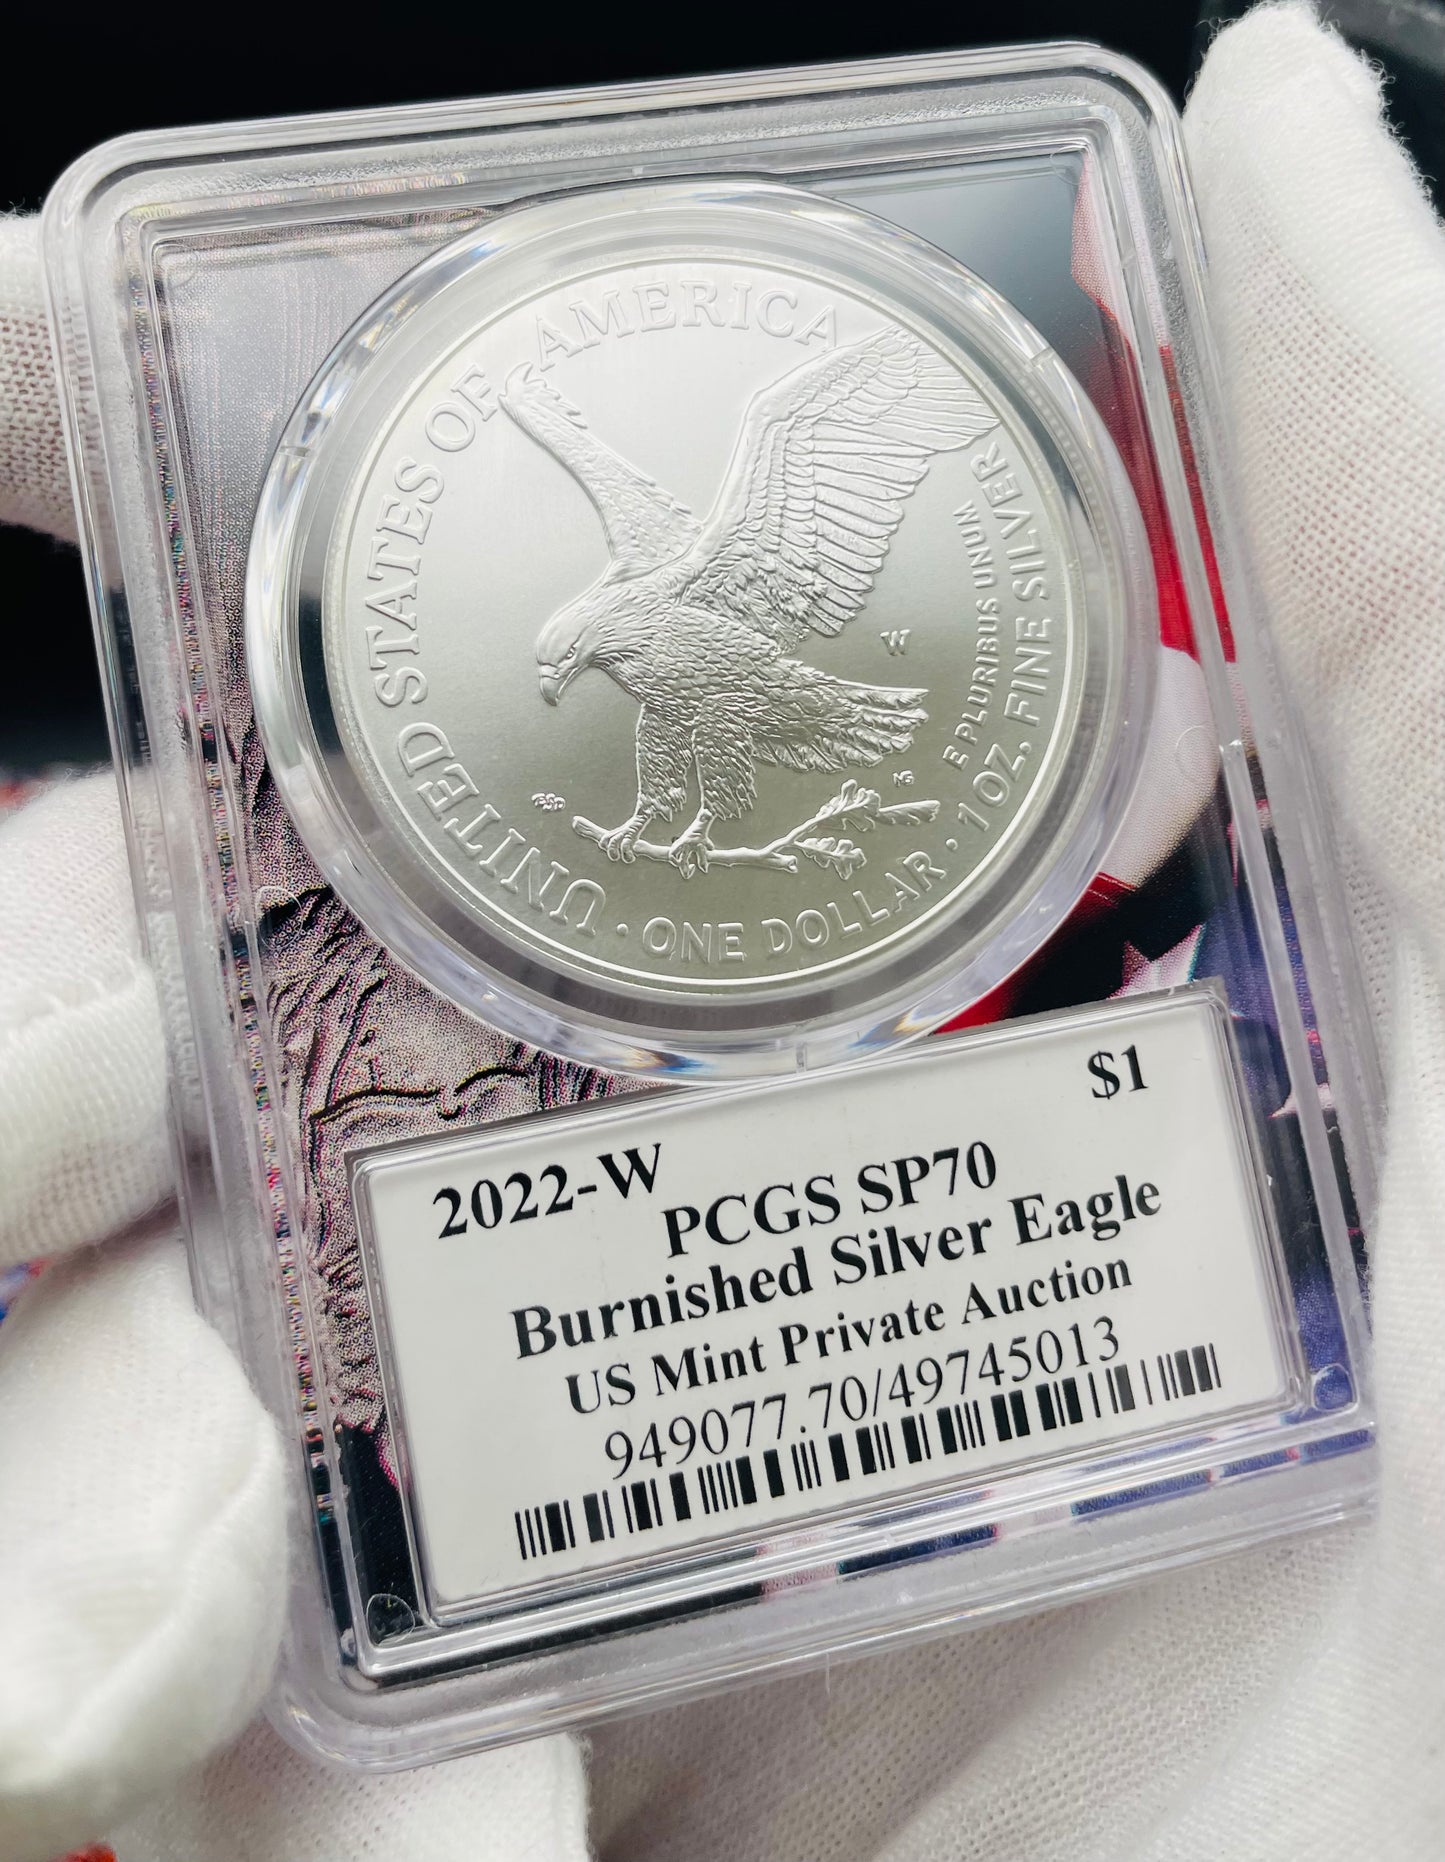 UNITED STATES OF AMERICA
W
E PLURIBUS UNUM
1 OZ. FINE SILVER
NG
· ONE DOLLAR ·
$1
2022-W
PCGS SP70
Burnished Silver Eagle
US Mint Private Auction
949077.70/49745013